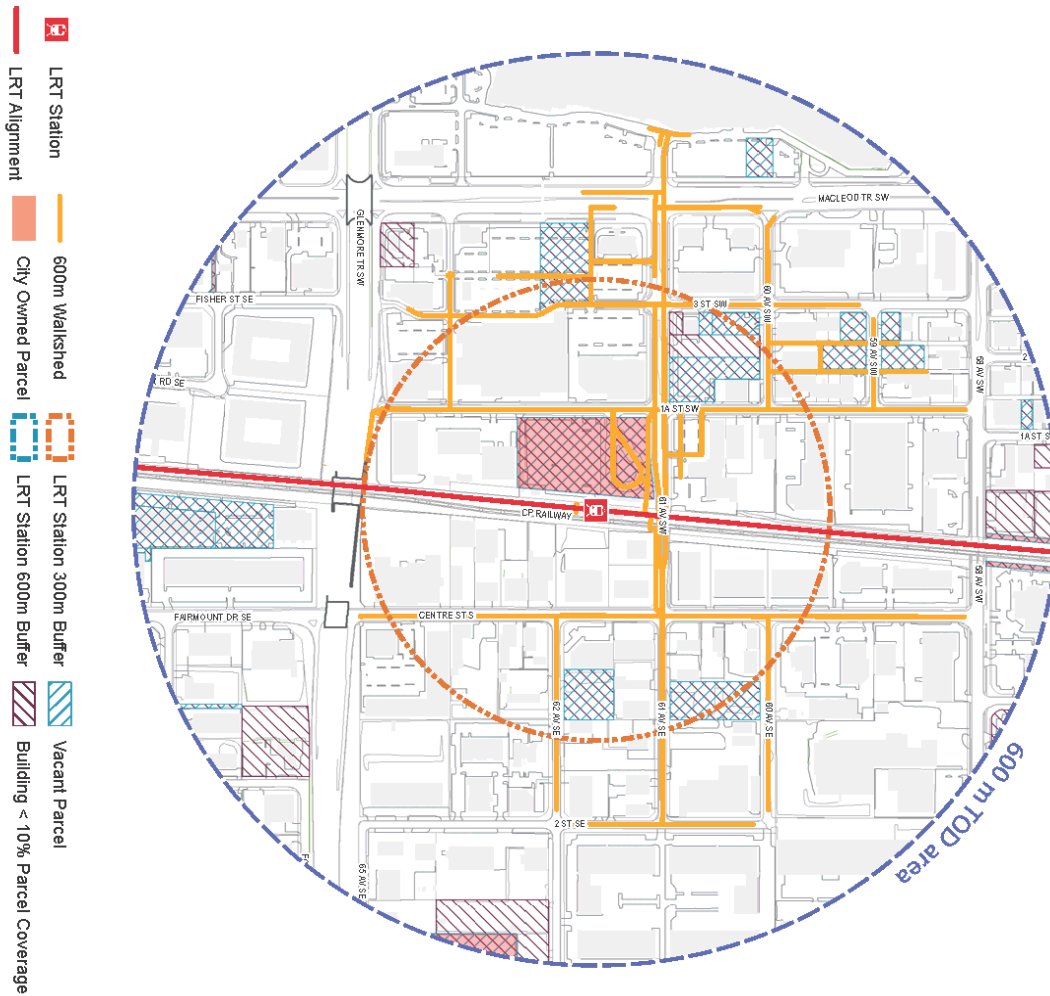 MACLEOD TR SW
GLENMORE TR SW
FISHER ST SE
RD SE
3 ST SW
60 AV SW
59 AV SW
58 AV SW
2
1A ST SW
1A ST S
CP RAILWAY
61 AV SW
58 AV SW
FAIRMOUNT DR SE
CENTRE ST S
62 AV SE
61 AV SE
60 AV SE
2 ST SE
65 AV SE
600 m TOD area
LRT Station
LRT Alignment
600m Walkshed
City Owned Parcel
LRT Station 300m Buffer
LRT Station 600m Buffer
Vacant Parcel
Building < 10% Parcel Coverage